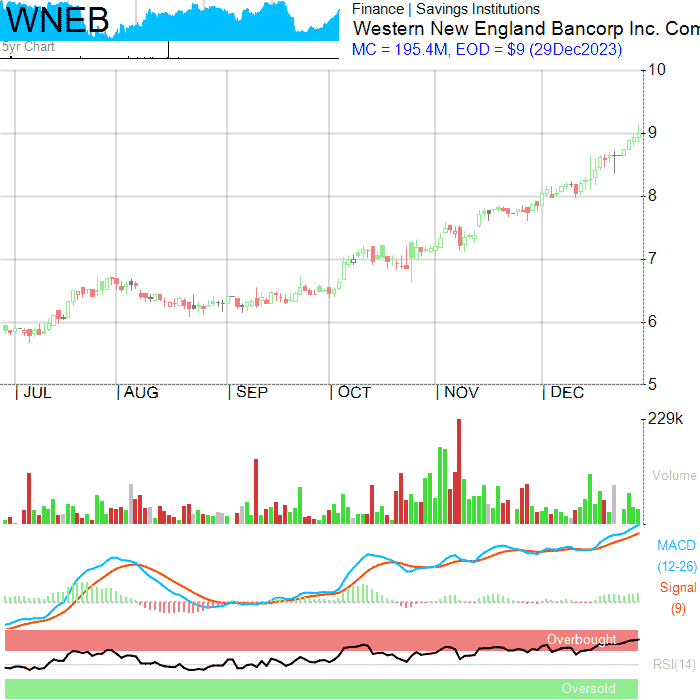 WNEB
5yr Chart
Finance | Savings Institutions
Western New England Bancorp Inc. Com
MC = 195.4M, EOD = $9 (29Dec2023)
10
9
8
7
6
5
JUL AUG SEP OCT NOV DEC
229k
Volume
MACD
(12-26)
Signal
(9)
Overbought
RSI(14)
Oversold